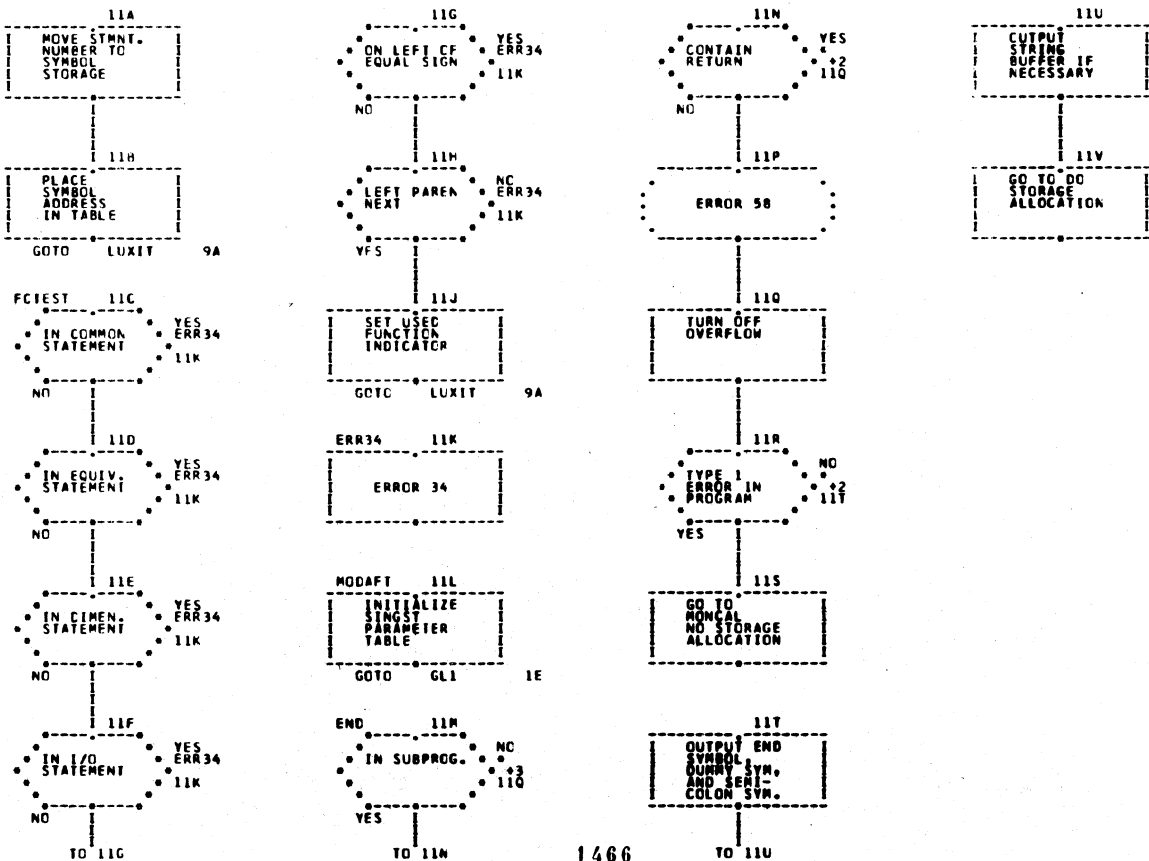 11A
MOVE STMNT.
NUMBER TO
SYMBOL
STORAGE
11B
PLACE
SYMBOL
ADDRESS
IN TABLE
GOTO LUXIT 9A
FCTEST 11C
IN COMMON
STATEMENT
YES
ERR34
11K
NO
11D
IN EQUIV.
STATEMENT
YES
ERR34
11K
NO
11E
IN DIMEN.
STATEMENT
YES
ERR34
11K
NO
11F
IN I/O
STATEMENT
YES
ERR34
11K
NO
TO 11G
11G
ON LEFT OF
EQUAL SIGN
YES
ERR34
11K
NO
11H
LEFT PAREN
NEXT
NO
ERR34
11K
YES
11J
SET USED
FUNCTION
INDICATOR
GOTO LUXIT 9A
ERR34 11K
ERROR 34
MODAFT 11L
INITIALIZE
SINGST
PARAMETER
TABLE
GOTO GL1 1E
END 11M
IN SUBPROG.
NO
*
+3
11Q
YES
TO 11N
11N
CONTAIN
RETURN
YES
*
+2
11Q
NO
11P
ERROR 58
11Q
TURN OFF
OVERFLOW
11R
TYPE 1
ERROR IN
PROGRAM
NO
*
+2
11T
YES
11S
GO TO
MONCAL
NO STORAGE
ALLOCATION
11T
OUTPUT END
SYMBOL,
DUMMY SYM,
AND SEMI-
COLON SYM.
TO 11U
11U
OUTPUT
STRING
BUFFER IF
NECESSARY
11V
GO TO DO
STORAGE
ALLOCATION
1466